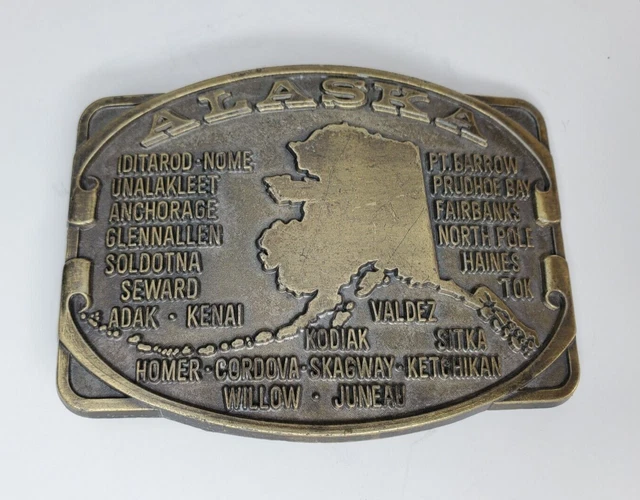 ALASKA
IDITAROD · NOME
UNALAKLEET
ANCHORAGE
GLENNALLEN
SOLDOTNA
SEWARD
ADAK · KENAI
PT. BARROW
PRUDHOE BAY
FAIRBANKS
NORTH POLE
HAINES
TOK
VALDEZ
KODIAK
SITKA
HOMER · CORDOVA · SKAGWAY · KETCHIKAN
WILLOW · JUNEAU